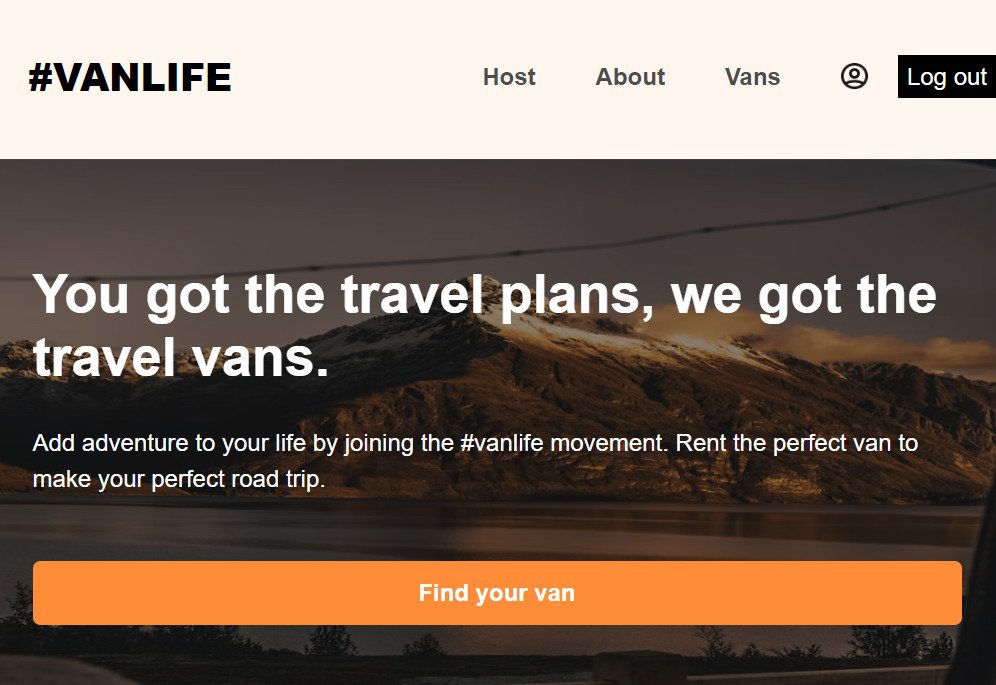 #VANLIFE
Host
About
Vans
Log out
You got the travel plans, we got the
travel vans.
Add adventure to your life by joining the #vanlife movement. Rent the perfect van to
make your perfect road trip.
Find your van